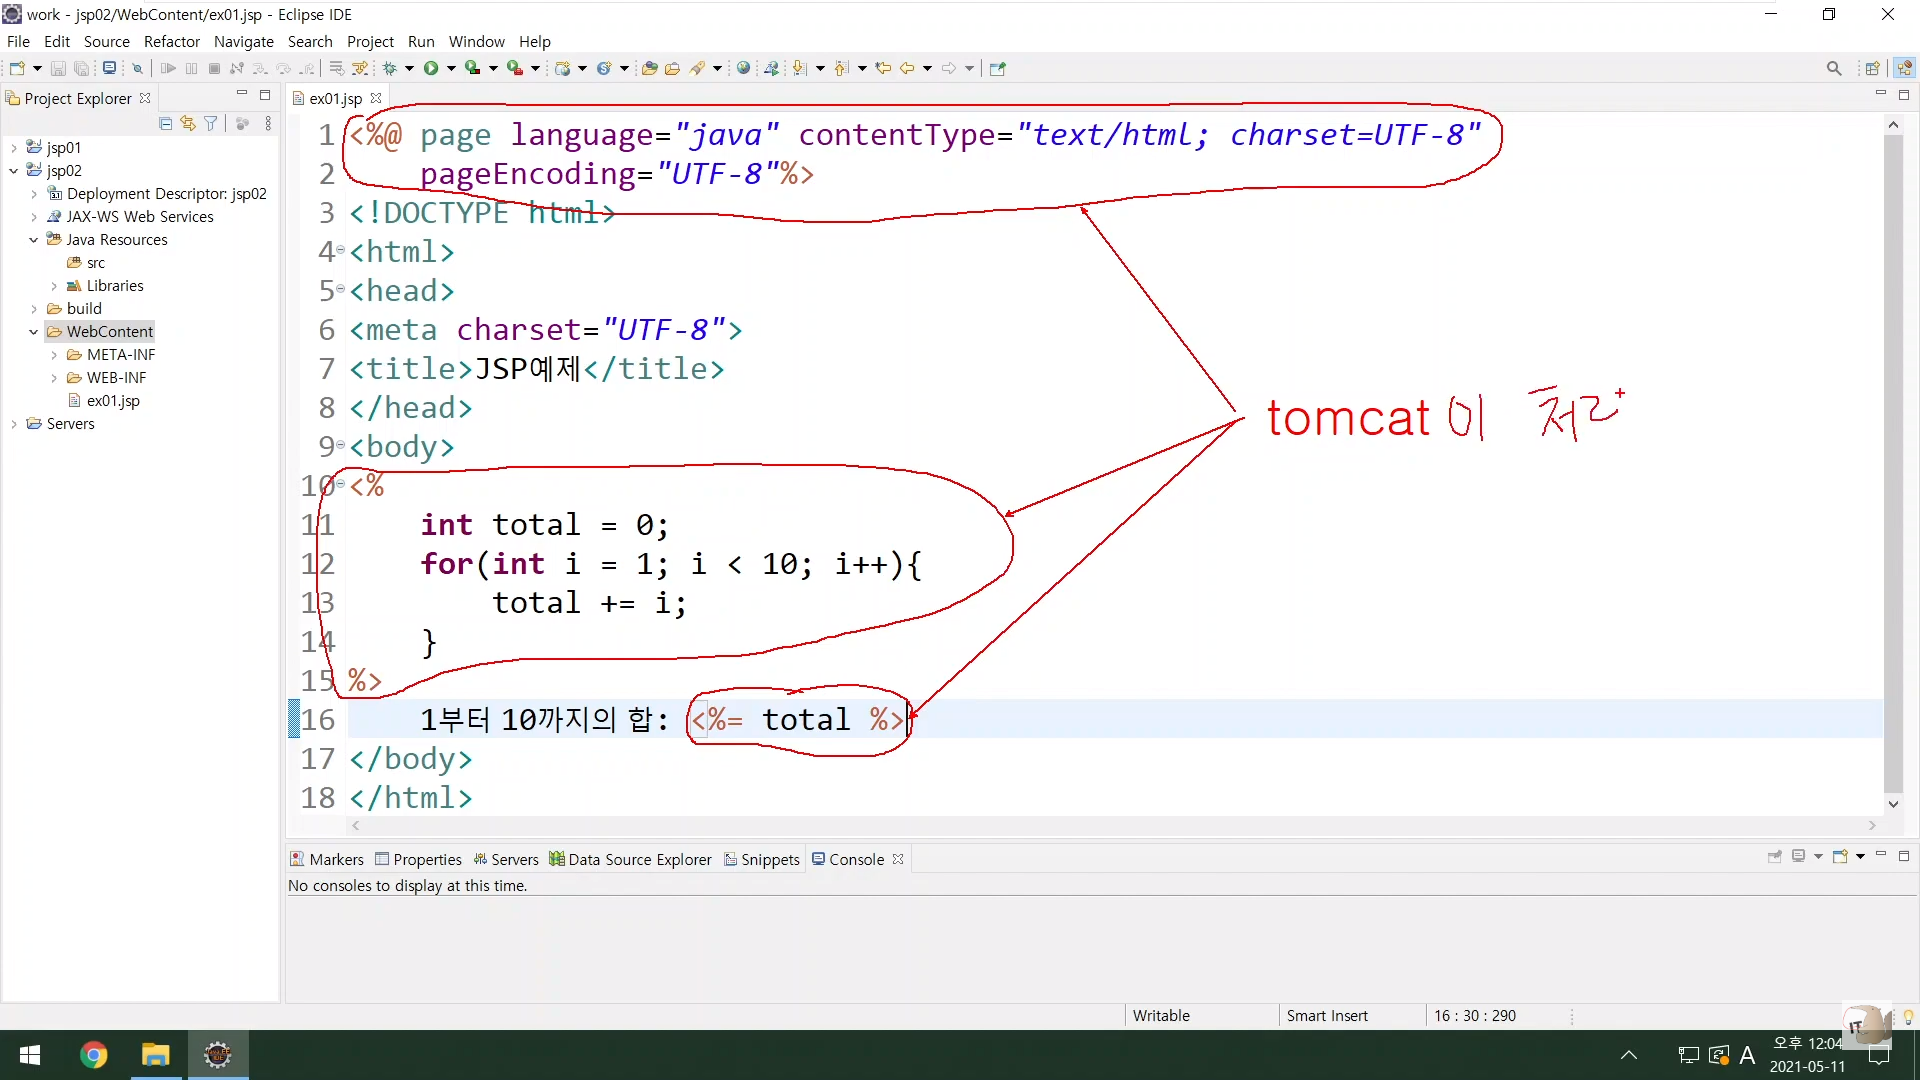 work - jsp02/WebContent/ex01.jsp - Eclipse IDE
File Edit Source Refactor Navigate Search Project Run Window Help
Project Explorer
jsp01
jsp02
Deployment Descriptor: jsp02
JAX-WS Web Services
Java Resources
src
Libraries
build
WebContent
META-INF
WEB-INF
ex01.jsp
Servers
ex01.jsp
1 <%@ page language="java" contentType="text/html; charset=UTF-8"
2 pageEncoding="UTF-8"%>
3 <!DOCTYPE html>
4 <html>
5 <head>
6 <meta charset="UTF-8">
7 <title>JSP예제</title>
8 </head>
9 <body>
10 <%
11 int total = 0;
12 for(int i = 1; i < 10; i++){
13 total += i;
14 }
15 %>
16 1부터 10까지의 합: <%= total %>
17 </body>
18 </html>
tomcat 이 처리
Markers Properties Servers Data Source Explorer Snippets Console
No consoles to display at this time.
Writable Smart Insert 16 : 30 : 290
IT
A 오후 12:04
2021-05-11